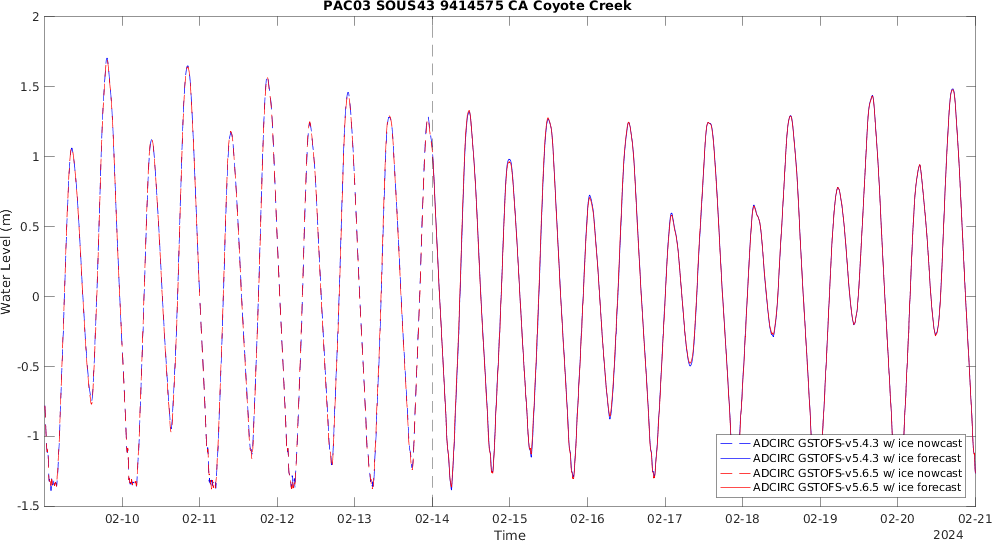 PAC03 SOUS43 9414575 CA Coyote Creek
2
1.5
1
0.5
0
-0.5
-1
-1.5
Water Level (m)
ADCIRC GSTOFS-v5.4.3 w/ ice nowcast
ADCIRC GSTOFS-v5.4.3 w/ ice forecast
ADCIRC GSTOFS-v5.6.5 w/ ice nowcast
ADCIRC GSTOFS-v5.6.5 w/ ice forecast
02-10 02-11 02-12 02-13 02-14 02-15 02-16 02-17 02-18 02-19 02-20 02-21
Time
2024